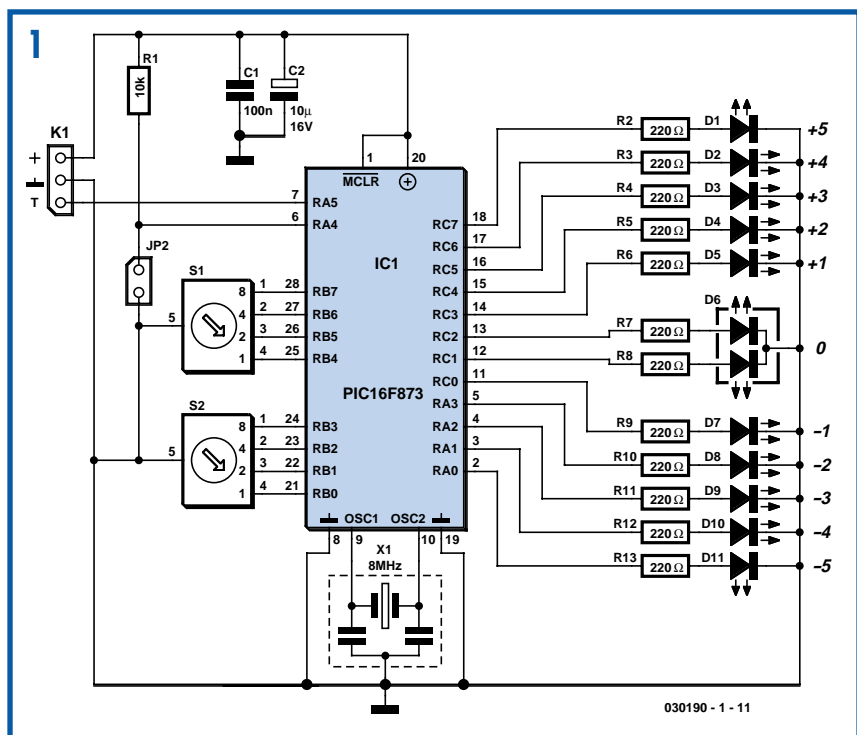 1
R1
10k
C1
100n
C2
10µ
16V
K1
+
T
JP2
1
20
MCLR
+
7
RA5
6
RA4
IC1
PIC16F873
S1
5
8 1 28 RB7
4 2 27 RB6
2 3 26 RB5
1 4 25 RB4
S2
5
8 1 24 RB3
4 2 23 RB2
2 3 22 RB1
1 4 21 RB0
OSC1 OSC2
8 9 10 19
X1
8MHz
RC7 18 R2 220Ω D1 +5
RC6 17 R3 220Ω D2 +4
RC5 16 R4 220Ω D3 +3
RC4 15 R5 220Ω D4 +2
RC3 14 R6 220Ω D5 +1
D6
RC2 13 R7 220Ω
0
RC1 12 R8 220Ω
RC0 11 R9 220Ω D7 –1
RA3 5 R10 220Ω D8 –2
RA2 4 R11 220Ω D9 –3
RA1 3 R12 220Ω D10 –4
RA0 2 R13 220Ω D11 –5
030190 - 1 - 11